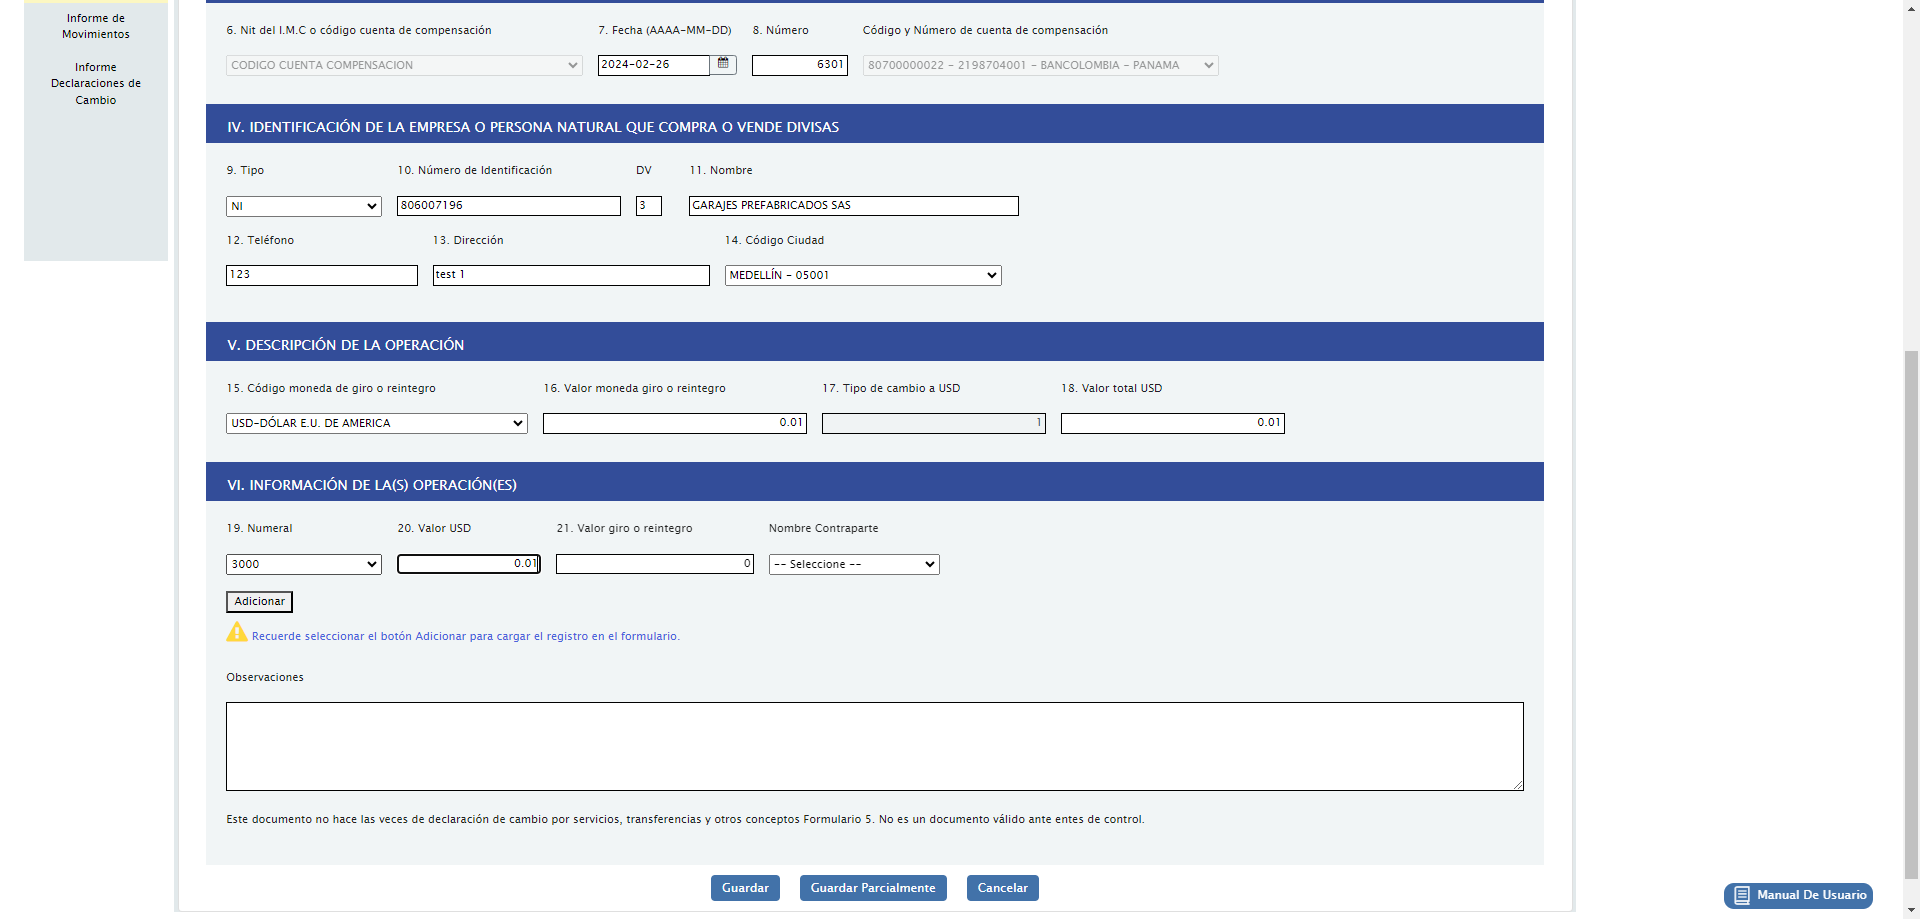 Informe de
Movimientos
Informe
Declaraciones de
Cambio
6. Nit del I.M.C o código cuenta de compensación
7. Fecha (AAAA-MM-DD)
8. Número
Código y Número de cuenta de compensación
CODIGO CUENTA COMPENSACION
2024-02-26
6301
80700000022 - 2198704001 - BANCOLOMBIA - PANAMA
IV. IDENTIFICACIÓN DE LA EMPRESA O PERSONA NATURAL QUE COMPRA O VENDE DIVISAS
9. Tipo
10. Número de Identificación
DV
11. Nombre
NI
806007196
3
GARAJES PREFABRICADOS SAS
12. Teléfono
13. Dirección
14. Código Ciudad
123
test 1
MEDELLÍN - 05001
V. DESCRIPCIÓN DE LA OPERACIÓN
15. Código moneda de giro o reintegro
16. Valor moneda giro o reintegro
17. Tipo de cambio a USD
18. Valor total USD
USD-DÓLAR E.U. DE AMERICA
0.01
1
0.01
VI. INFORMACIÓN DE LA(S) OPERACIÓN(ES)
19. Numeral
20. Valor USD
21. Valor giro o reintegro
Nombre Contraparte
3000
0.01
0
-- Seleccione --
Adicionar
Recuerde seleccionar el botón Adicionar para cargar el registro en el formulario.
Observaciones
Este documento no hace las veces de declaración de cambio por servicios, transferencias y otros conceptos Formulario 5. No es un documento válido ante entes de control.
Guardar
Guardar Parcialmente
Cancelar
Manual De Usuario